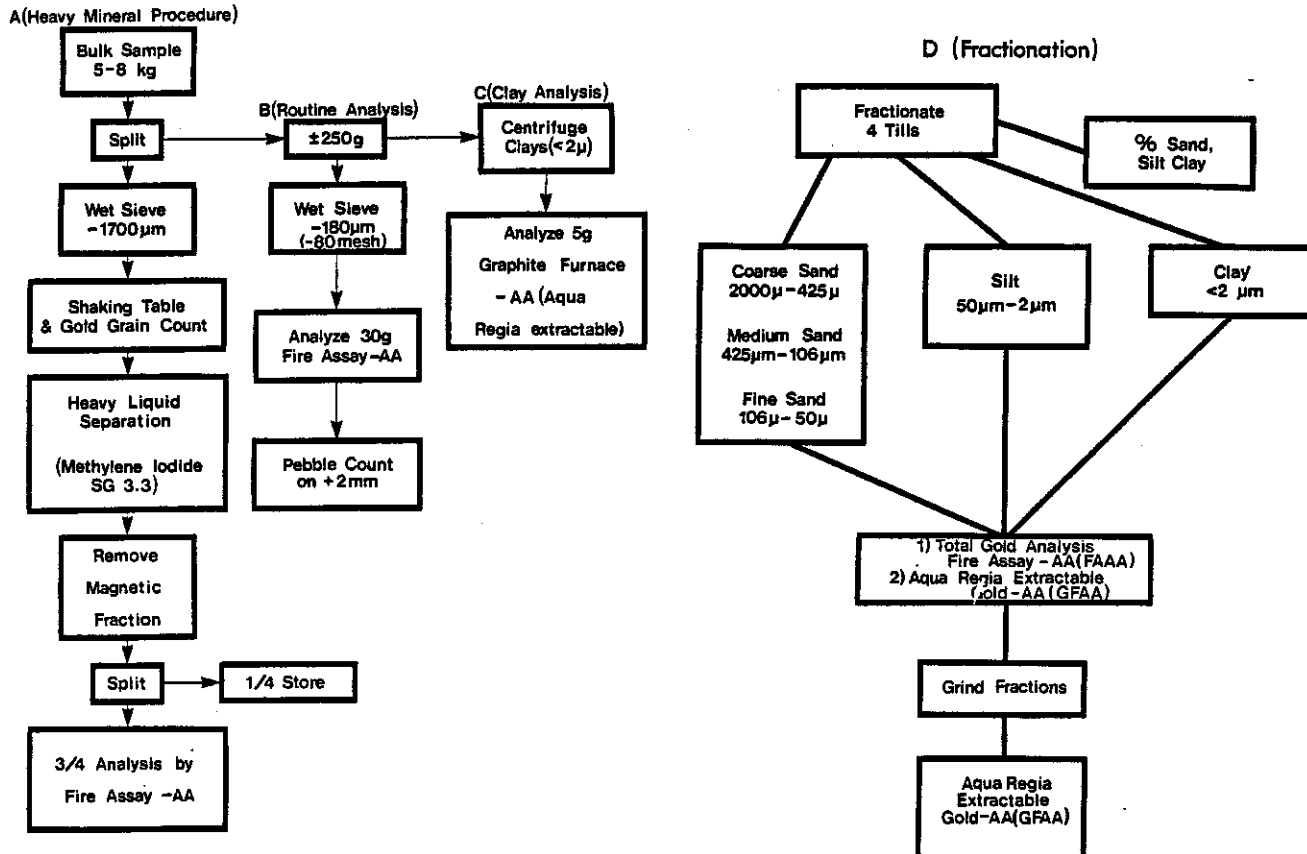 A(Heavy Mineral Procedure)
Bulk Sample
5-8 kg
Split
Wet Sieve
-1700µm
Shaking Table
& Gold Grain Count
Heavy Liquid
Separation
(Methylene Iodide
SG 3.3)
Remove
Magnetic
Fraction
Split
1/4 Store
3/4 Analysis by
Fire Assay -AA
B(Routine Analysis)
±250g
Wet Sieve
-180µm
(-80mesh)
Analyze 30g
Fire Assay-AA
Pebble Count
on +2mm
C(Clay Analysis)
Centrifuge
Clays(<2µ)
Analyze 5g
Graphite Furnace
-AA (Aqua
Regia extractable)
D (Fractionation)
Fractionate
4 Tills
% Sand,
Silt Clay
Coarse Sand
2000µ-425µ
Medium Sand
425µm-106µm
Fine Sand
106µ-50µ
Silt
50µm-2µm
Clay
<2 µm
1) Total Gold Analysis
Fire Assay -AA(FAAA)
2) Aqua Regia Extractable
Gold-AA (GFAA)
Grind Fractions
Aqua Regia
Extractable
Gold-AA(GFAA)